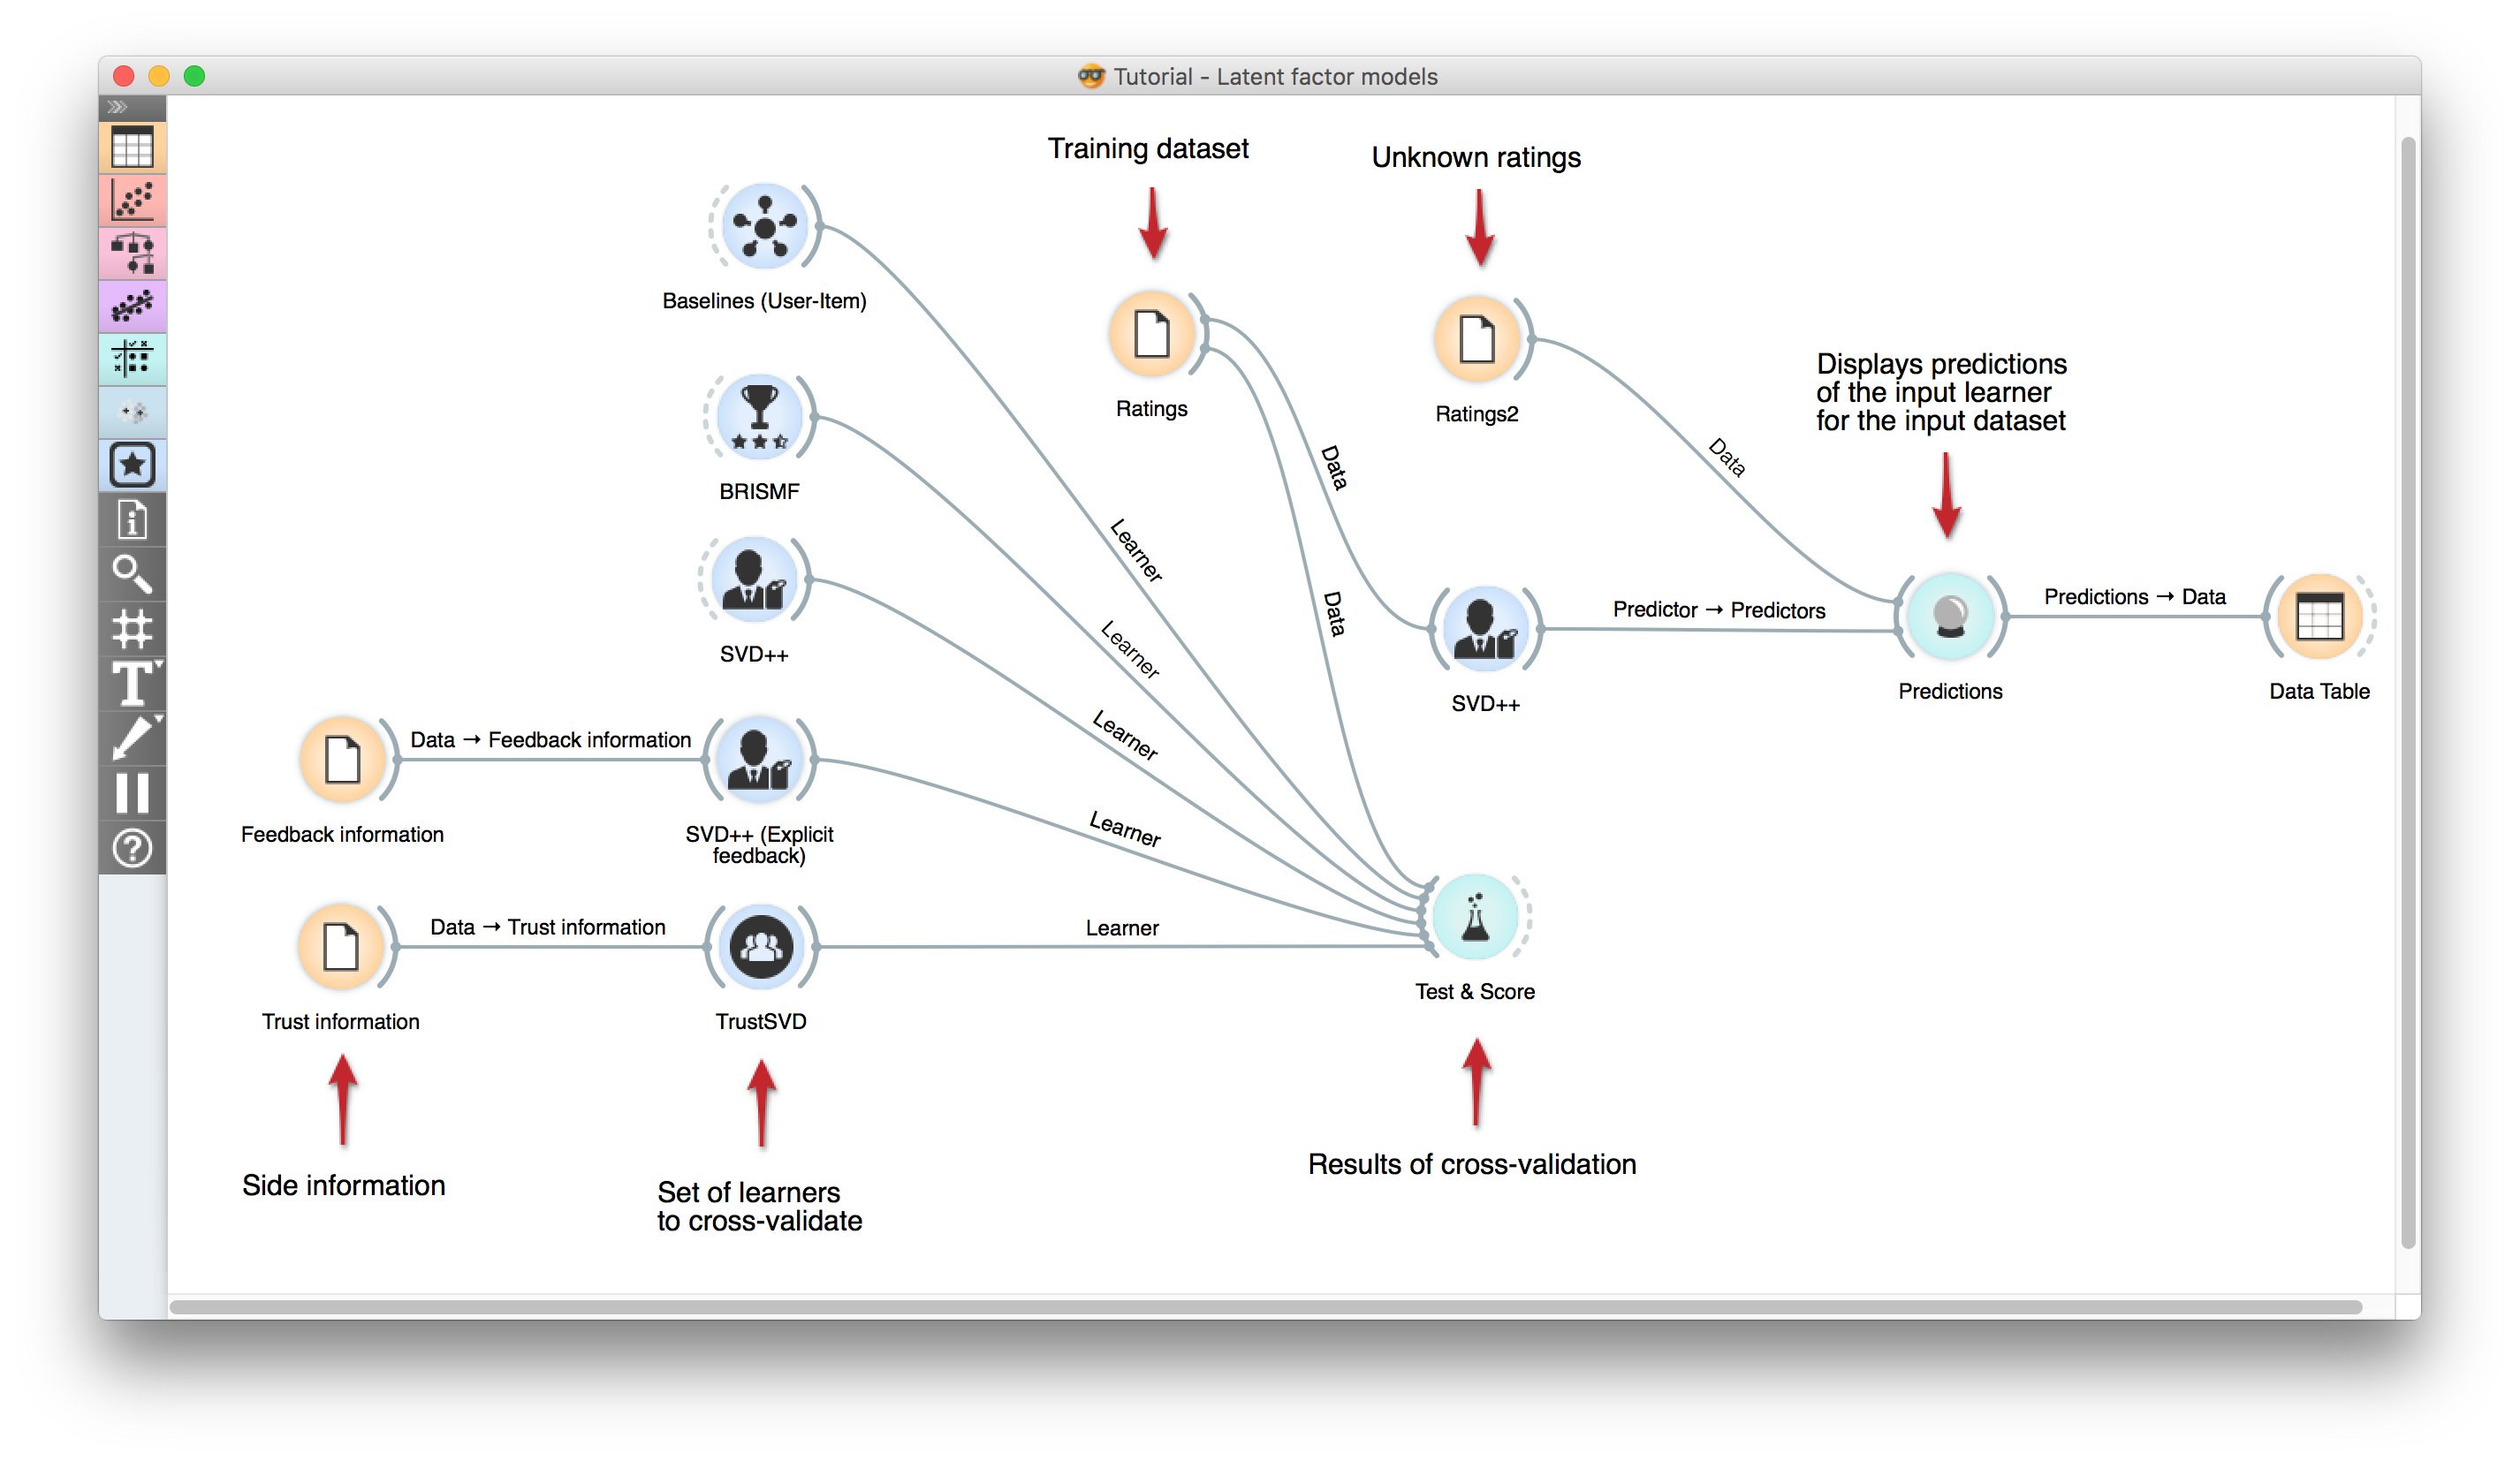 Tutorial - Latent factor models
Training dataset
Unknown ratings
Baselines (User-Item)
Ratings
Ratings2
Displays predictions
of the input learner
for the input dataset
BRISMF
Data
Data
Learner
SVD++
Learner
Data
SVD++
Predictor → Predictors
Predictions
Predictions → Data
Data Table
Learner
Data → Feedback information
Feedback information
SVD++ (Explicit
feedback)
Learner
Data → Trust information
Trust information
TrustSVD
Learner
Test & Score
Side information
Set of learners
to cross-validate
Results of cross-validation